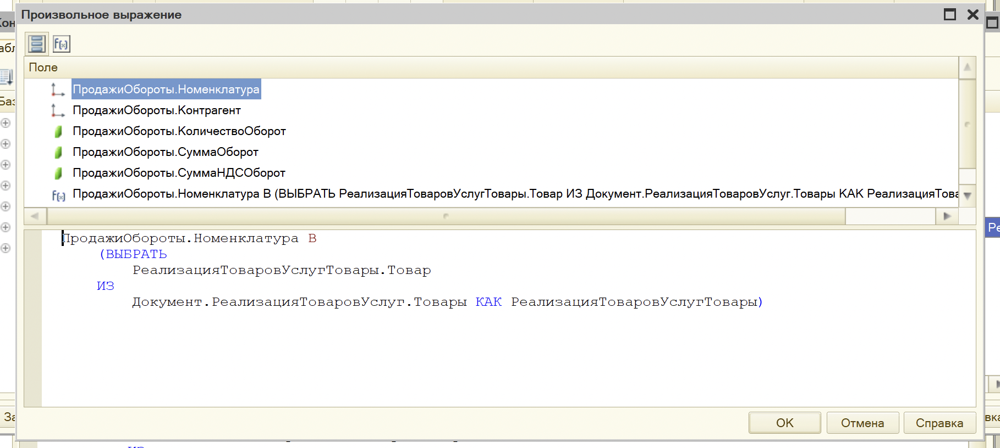 Произвольное выражение
Поле
ПродажиОбороты.Номенклатура
ПродажиОбороты.Контрагент
ПродажиОбороты.КоличествоОборот
ПродажиОбороты.СуммаОборот
ПродажиОбороты.СуммаНДСОборот
ПродажиОбороты.Номенклатура В (ВЫБРАТЬ РеализацияТоваровУслугТовары.Товар ИЗ Документ.РеализацияТоваровУслуг.Товары КАК РеализацияТова
ПродажиОбороты.Номенклатура В
(ВЫБРАТЬ
РеализацияТоваровУслугТовары.Товар
ИЗ
Документ.РеализацияТоваровУслуг.Товары КАК РеализацияТоваровУслугТовары)
OK
Отмена
Справка